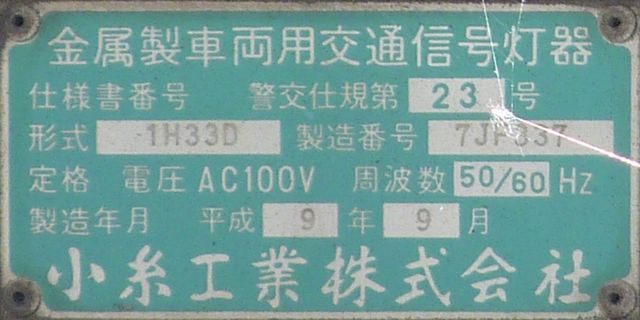 金属製車両用交通信号灯器
仕様書番号 警交仕規第 23 号
形式 1H33D 製造番号 7JP337
定格 電圧 AC100V 周波数 50/60 Hz
製造年月 平成 9 年 9 月
小糸工業株式会社